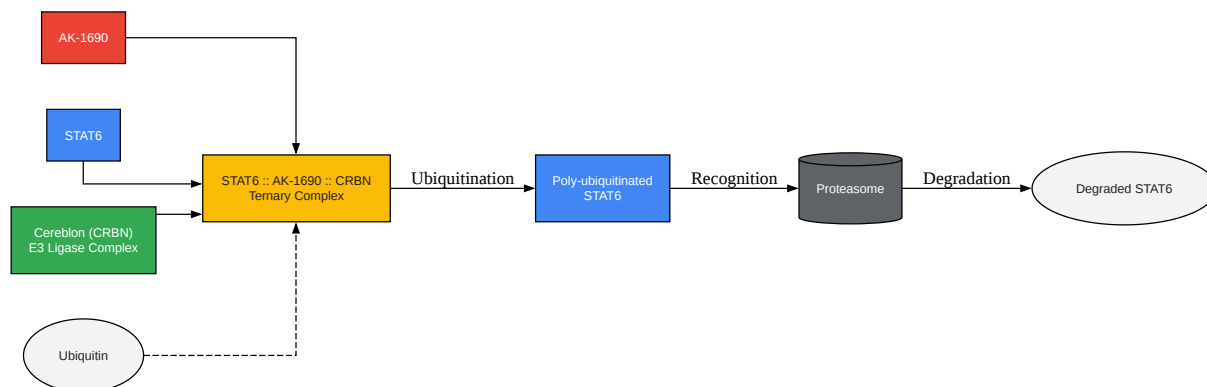 AK-1690
STAT6
Cereblon (CRBN)
E3 Ligase Complex
Ubiquitin
STAT6 :: AK-1690 :: CRBN
Ternary Complex
Ubiquitination
Poly-ubiquitinated
STAT6
Recognition
Proteasome
Degradation
Degraded STAT6